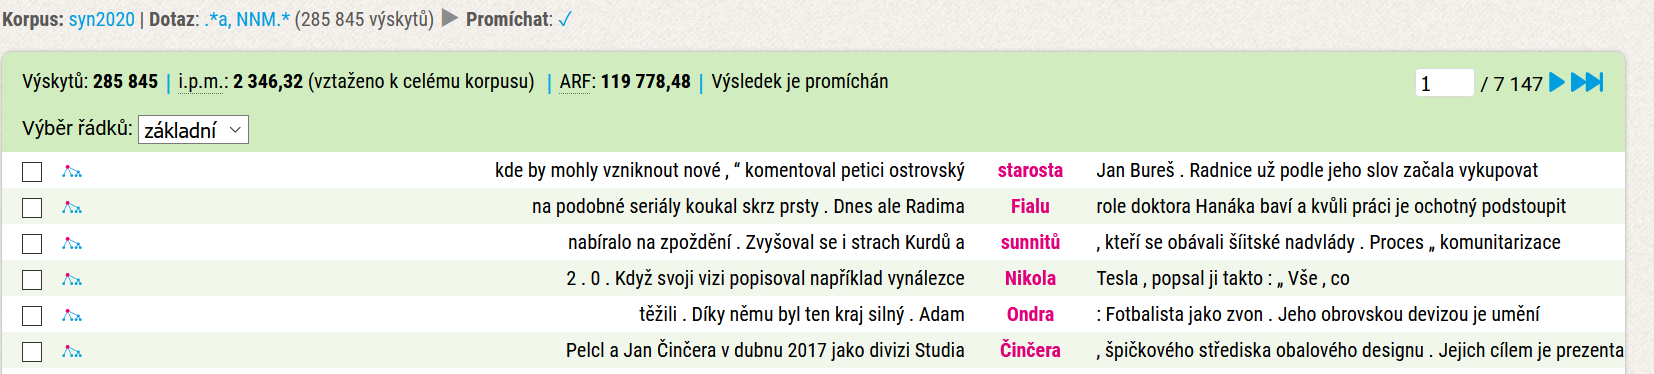 Korpus: syn2020 | Dotaz: .*a, NNM.* (285 845 výskytů) ▶ Promíchat: ✓
Výskytů: 285 845 | i.p.m.: 2 346,32 (vztaženo k celému korpusu) | ARF: 119 778,48 | Výsledek je promíchán 1 / 7 147
Výběr řádků: základní
kde by mohly vzniknout nové , “ komentoval petici ostrovský starosta Jan Bureš . Radnice už podle jeho slov začala vykupovat
na podobné seriály koukal skrz prsty . Dnes ale Radima Fialu role doktora Hanáka baví a kvůli práci je ochotný podstoupit
nabíralo na zpoždění . Zvyšoval se i strach Kurdů a sunnitů , kteří se obávali šíitské nadvlády . Proces „ komunitarizace
2 . 0 . Když svoji vizi popisoval například vynálezce Nikola Tesla , popsal ji takto : „ Vše , co
těžili . Díky němu byl ten kraj silný . Adam Ondra : Fotbalista jako zvon . Jeho obrovskou devizou je umění
Pelcl a Jan Činčera v dubnu 2017 jako divizi Studia Činčera , špičkového střediska obalového designu . Jejich cílem je prezenta